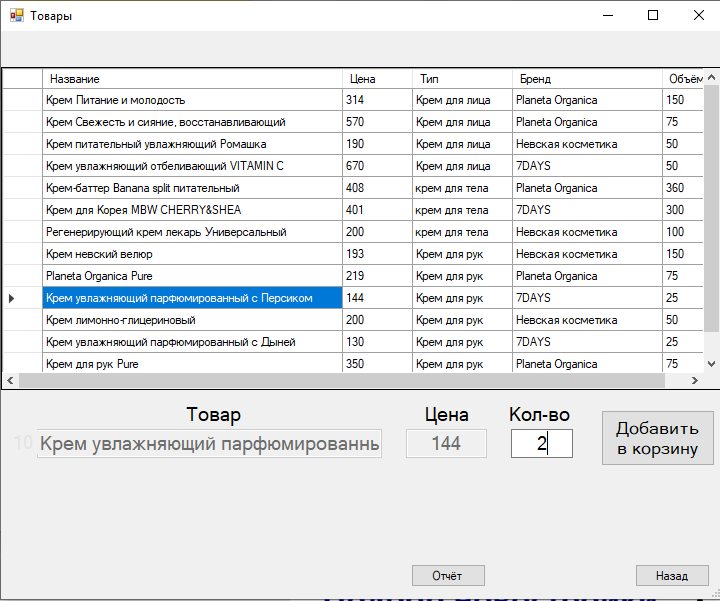 Товары
Название Цена Тип Бренд Объём
Крем Питание и молодость 314 Крем для лица Planeta Organica 150
Крем Свежесть и сияние, восстанавливающий 570 Крем для лица Planeta Organica 75
Крем питательный увлажняющий Ромашка 190 Крем для лица Невская косметика 50
Крем увлажняющий отбеливающий VITAMIN C 670 Крем для лица 7DAYS 50
Крем-баттер Banana split питательный 408 крем для тела Planeta Organica 360
Крем для Корея MBW CHERRY&SHEA 401 крем для тела 7DAYS 300
Регенерирующий крем лекарь Универсальный 200 крем для тела Невская косметика 100
Крем невский велюр 193 Крем для рук Невская косметика 150
Planeta Organica Pure 219 Крем для рук Planeta Organica 75
Крем увлажняющий парфюмированный с Персиком 144 Крем для рук 7DAYS 25
Крем лимонно-глицериновый 200 Крем для рук Невская косметика 50
Крем увлажняющий парфюмированный с Дыней 130 Крем для рук 7DAYS 25
Крем для рук Pure 350 Крем для рук Planeta Organica 75
Товар Цена Кол-во
10 Крем увлажняющий парфюмированнь 144 2
Добавить
в корзину
Отчёт Назад